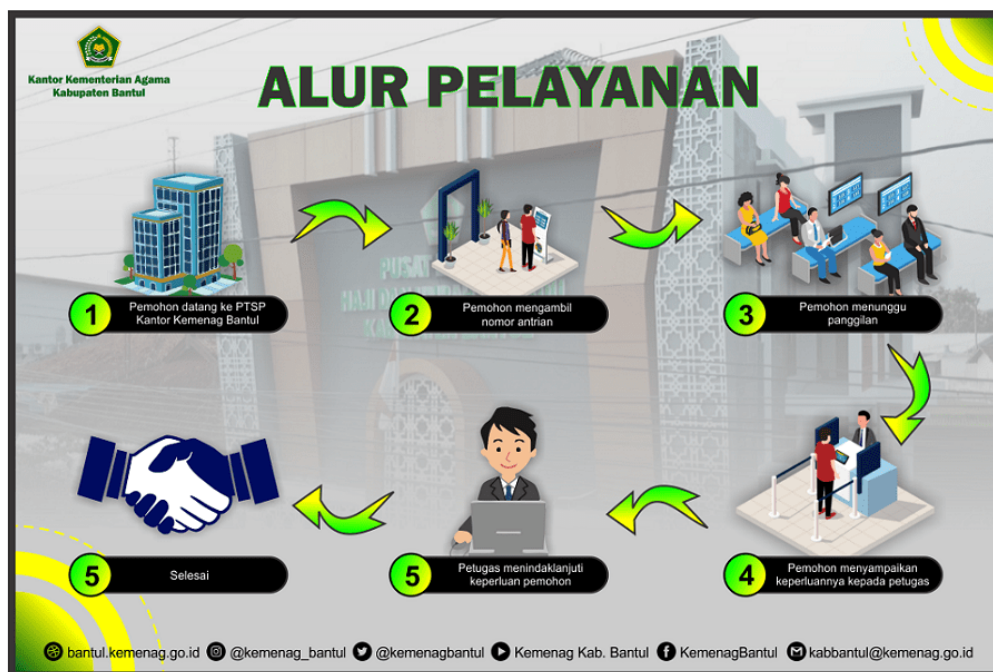 Kantor Kementerian Agama
Kabupaten Bantul
ALUR PELAYANAN
1
Pemohon datang ke PTSP
Kantor Kemenag Bantul
2
Pemohon mengambil
nomor antrian
3
Pemohon menunggu
panggilan
4
Pemohon menyampaikan
keperluannya kepada petugas
5
Petugas menindaklanjuti
keperluan pemohon
5
Selesai
bantul.kemenag.go.id @kemenag_bantul @kemenagbantul Kemenag Kab. Bantul KemenagBantul kabbantul@kemenag.go.id